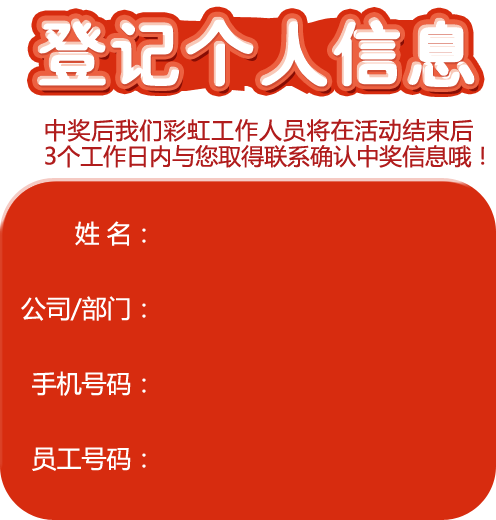 登记个人信息
中奖后我们彩虹工作人员将在活动结束后
3个工作日内与您取得联系确认中奖信息哦！
姓 名：
公司/部门：
手机号码：
员工号码：